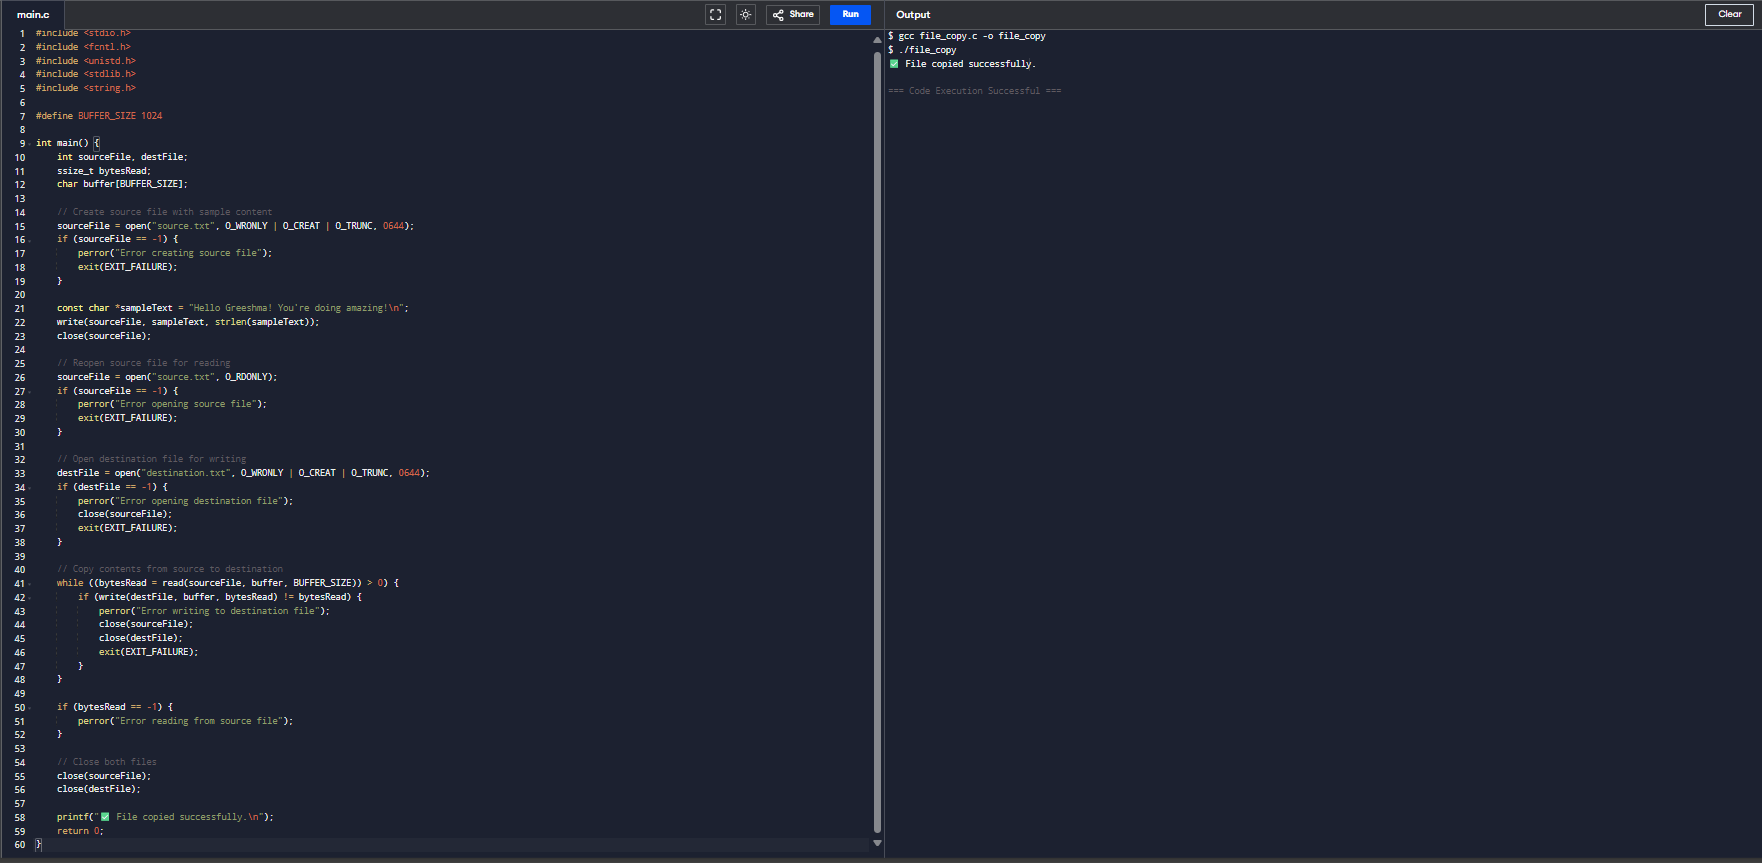 main.c
Share
Run
1 #include <stdio.h>
2 #include <fcntl.h>
3 #include <unistd.h>
4 #include <stdlib.h>
5 #include <string.h>
6
7 #define BUFFER_SIZE 1024
8
9 int main() {
10     int sourceFile, destFile;
11     ssize_t bytesRead;
12     char buffer[BUFFER_SIZE];
13
14     // Create source file with sample content
15     sourceFile = open("source.txt", O_WRONLY | O_CREAT | O_TRUNC, 0644);
16     if (sourceFile == -1) {
17         perror("Error creating source file");
18         exit(EXIT_FAILURE);
19     }
20
21     const char *sampleText = "Hello Greeshma! You're doing amazing!\n";
22     write(sourceFile, sampleText, strlen(sampleText));
23     close(sourceFile);
24
25     // Reopen source file for reading
26     sourceFile = open("source.txt", O_RDONLY);
27     if (sourceFile == -1) {
28         perror("Error opening source file");
29         exit(EXIT_FAILURE);
30     }
31
32     // Open destination file for writing
33     destFile = open("destination.txt", O_WRONLY | O_CREAT | O_TRUNC, 0644);
34     if (destFile == -1) {
35         perror("Error opening destination file");
36         close(sourceFile);
37         exit(EXIT_FAILURE);
38     }
39
40     // Copy contents from source to destination
41     while ((bytesRead = read(sourceFile, buffer, BUFFER_SIZE)) > 0) {
42         if (write(destFile, buffer, bytesRead) != bytesRead) {
43             perror("Error writing to destination file");
44             close(sourceFile);
45             close(destFile);
46             exit(EXIT_FAILURE);
47         }
48     }
49
50     if (bytesRead == -1) {
51         perror("Error reading from source file");
52     }
53
54     // Close both files
55     close(sourceFile);
56     close(destFile);
57
58     printf("✅ File copied successfully.\n");
59     return 0;
60 }
Output
Clear
$ gcc file_copy.c -o file_copy
$ ./file_copy
✅ File copied successfully.
=== Code Execution Successful ===